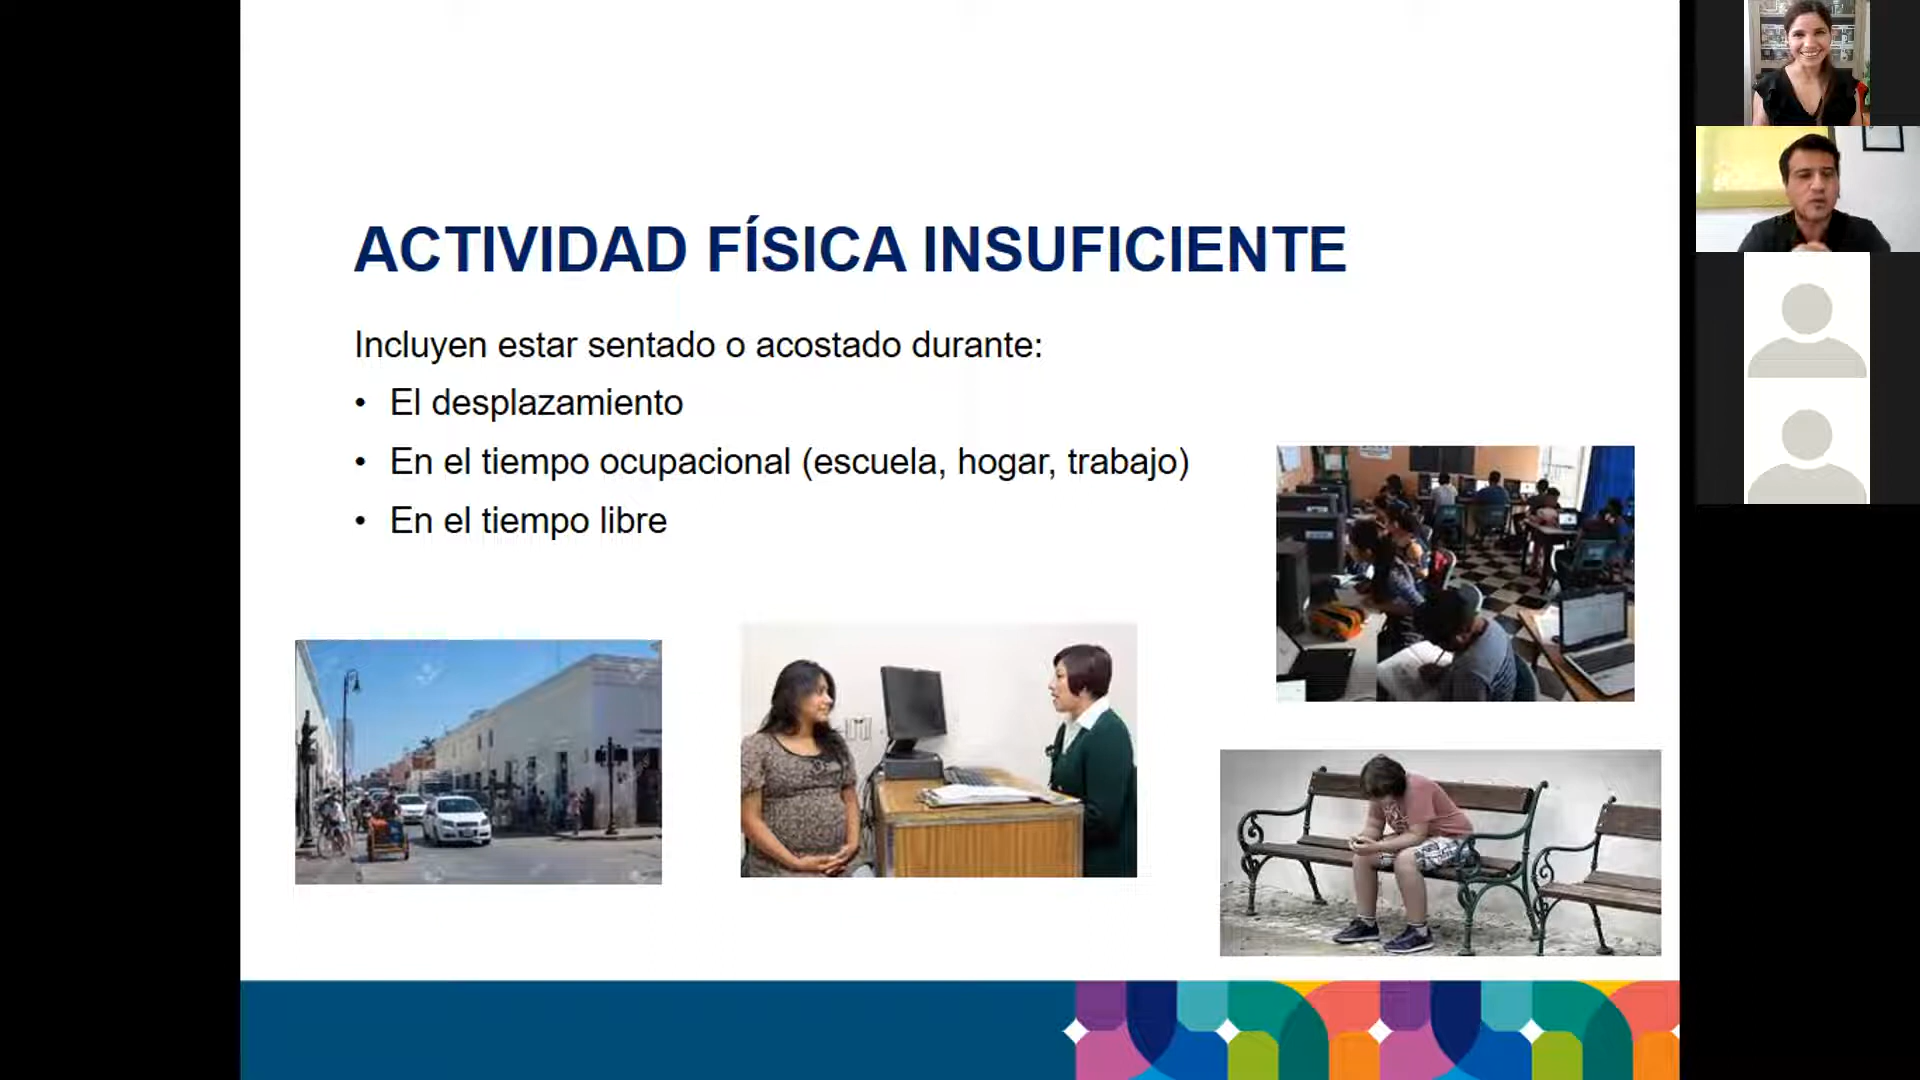 ACTIVIDAD FÍSICA INSUFICIENTE
Incluyen estar sentado o acostado durante:
• El desplazamiento
• En el tiempo ocupacional (escuela, hogar, trabajo)
• En el tiempo libre